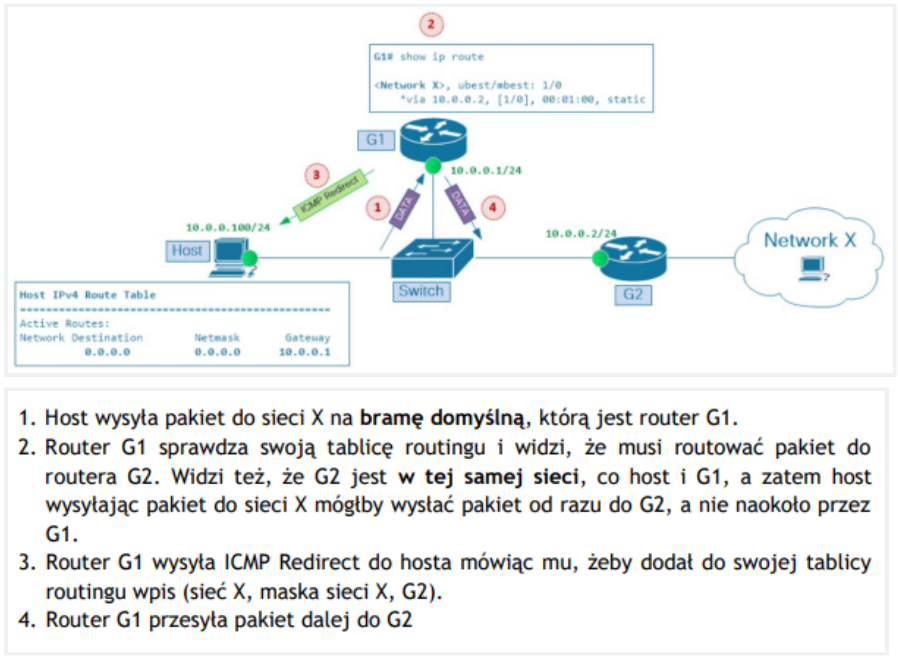 2
G1# show ip route
<Network X>, ubest/mbest: 1/0
*via 10.0.0.2, [1/0], 00:01:00, static
G1
10.0.0.1/24
3
ICMP Redirect
1
DATA
DATA
4
10.0.0.100/24
Host
10.0.0.2/24
Network X
Switch
G2
Host IPv4 Route Table
================================================
Active Routes:
Network Destination Netmask Gateway
0.0.0.0 0.0.0.0 10.0.0.1
1. Host wysyła pakiet do sieci X na bramę domyślną, którą jest router G1.
2. Router G1 sprawdza swoją tablicę routingu i widzi, że musi routować pakiet do
routera G2. Widzi też, że G2 jest w tej samej sieci, co host i G1, a zatem host
wysyłając pakiet do sieci X mógłby wysłać pakiet od razu do G2, a nie naokoło przez
G1.
3. Router G1 wysyła ICMP Redirect do hosta mówiąc mu, żeby dodał do swojej tablicy
routingu wpis (sieć X, maska sieci X, G2).
4. Router G1 przesyła pakiet dalej do G2